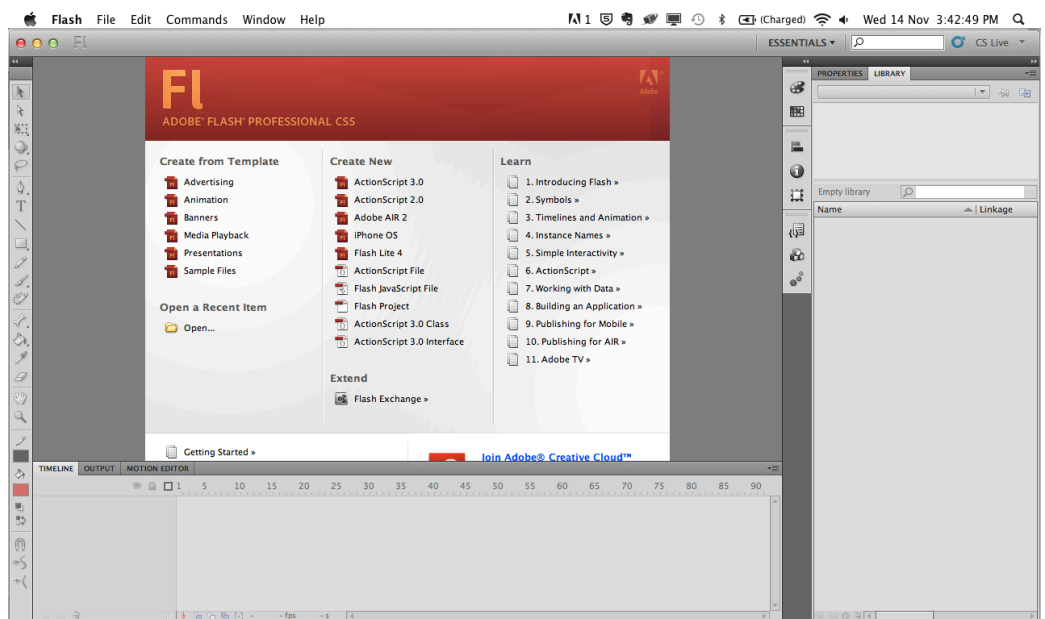 Flash File Edit Commands Window Help 1 5 (Charged) Wed 14 Nov 3:42:49 PM
Fl ESSENTIALS CS Live
Fl
Adobe
ADOBE® FLASH® PROFESSIONAL CS5
Create from Template
Advertising
Animation
Banners
Media Playback
Presentations
Sample Files
Open a Recent Item
Open...
Create New
ActionScript 3.0
ActionScript 2.0
Adobe AIR 2
iPhone OS
Flash Lite 4
ActionScript File
Flash JavaScript File
Flash Project
ActionScript 3.0 Class
ActionScript 3.0 Interface
Extend
Flash Exchange »
Learn
1. Introducing Flash »
2. Symbols »
3. Timelines and Animation »
4. Instance Names »
5. Simple Interactivity »
6. ActionScript »
7. Working with Data »
8. Building an Application »
9. Publishing for Mobile »
10. Publishing for AIR »
11. Adobe TV »
Getting Started »
Join Adobe® Creative Cloud™
PROPERTIES LIBRARY
Empty library
Name Linkage
TIMELINE OUTPUT MOTION EDITOR
1 5 10 15 20 25 30 35 40 45 50 55 60 65 70 75 80 85 90
- - fps - s